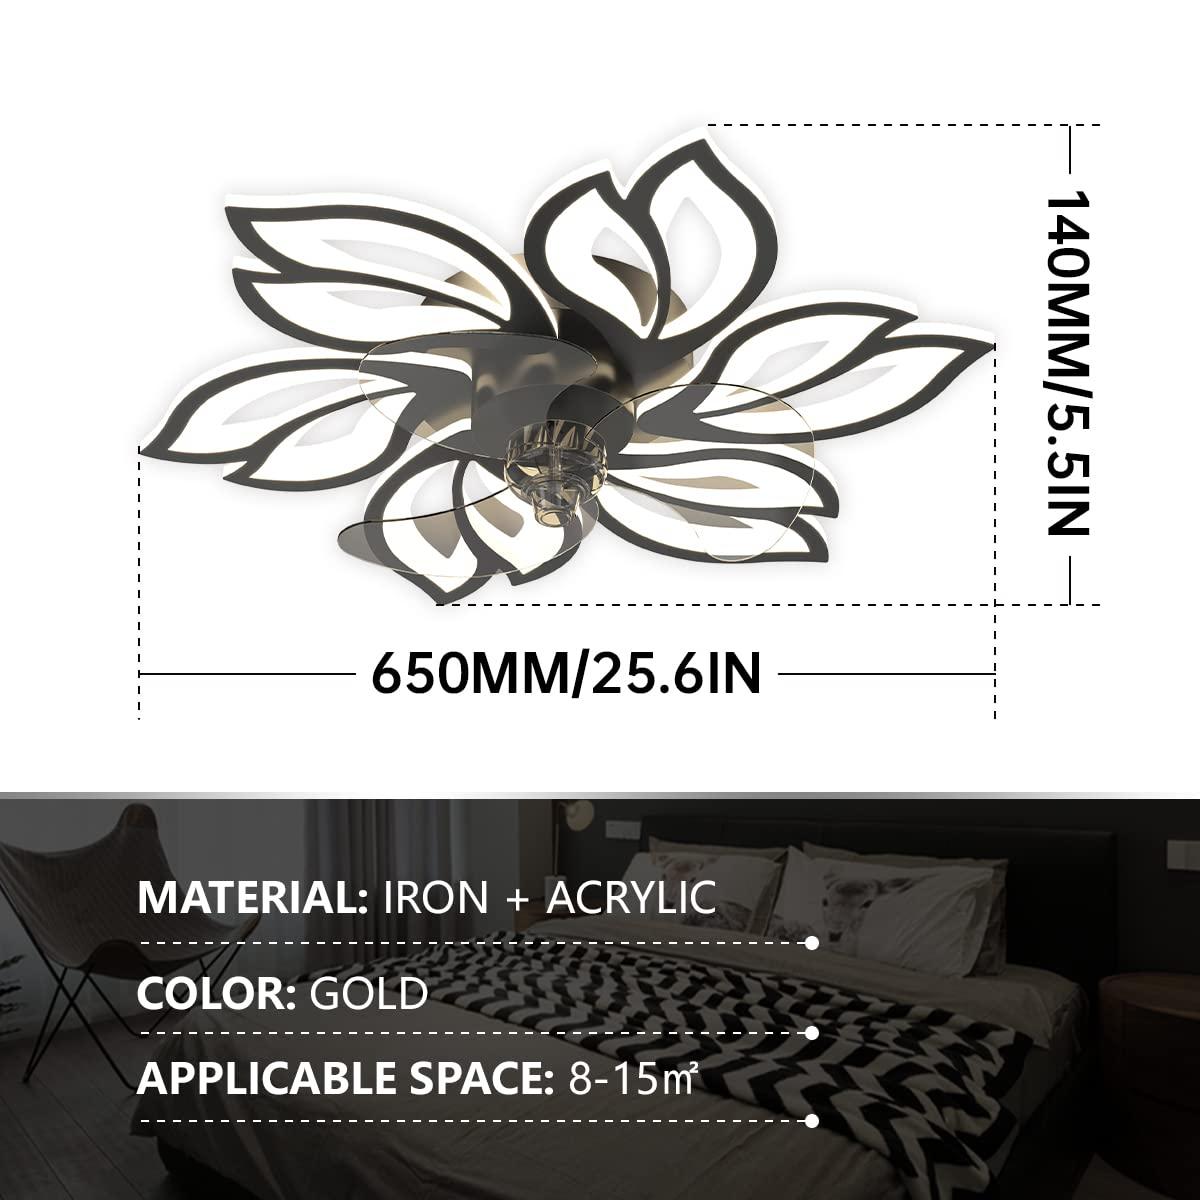 140MM/5.5IN
650MM/25.6IN
MATERIAL: IRON + ACRYLIC
COLOR: GOLD
APPLICABLE SPACE: 8-15㎡